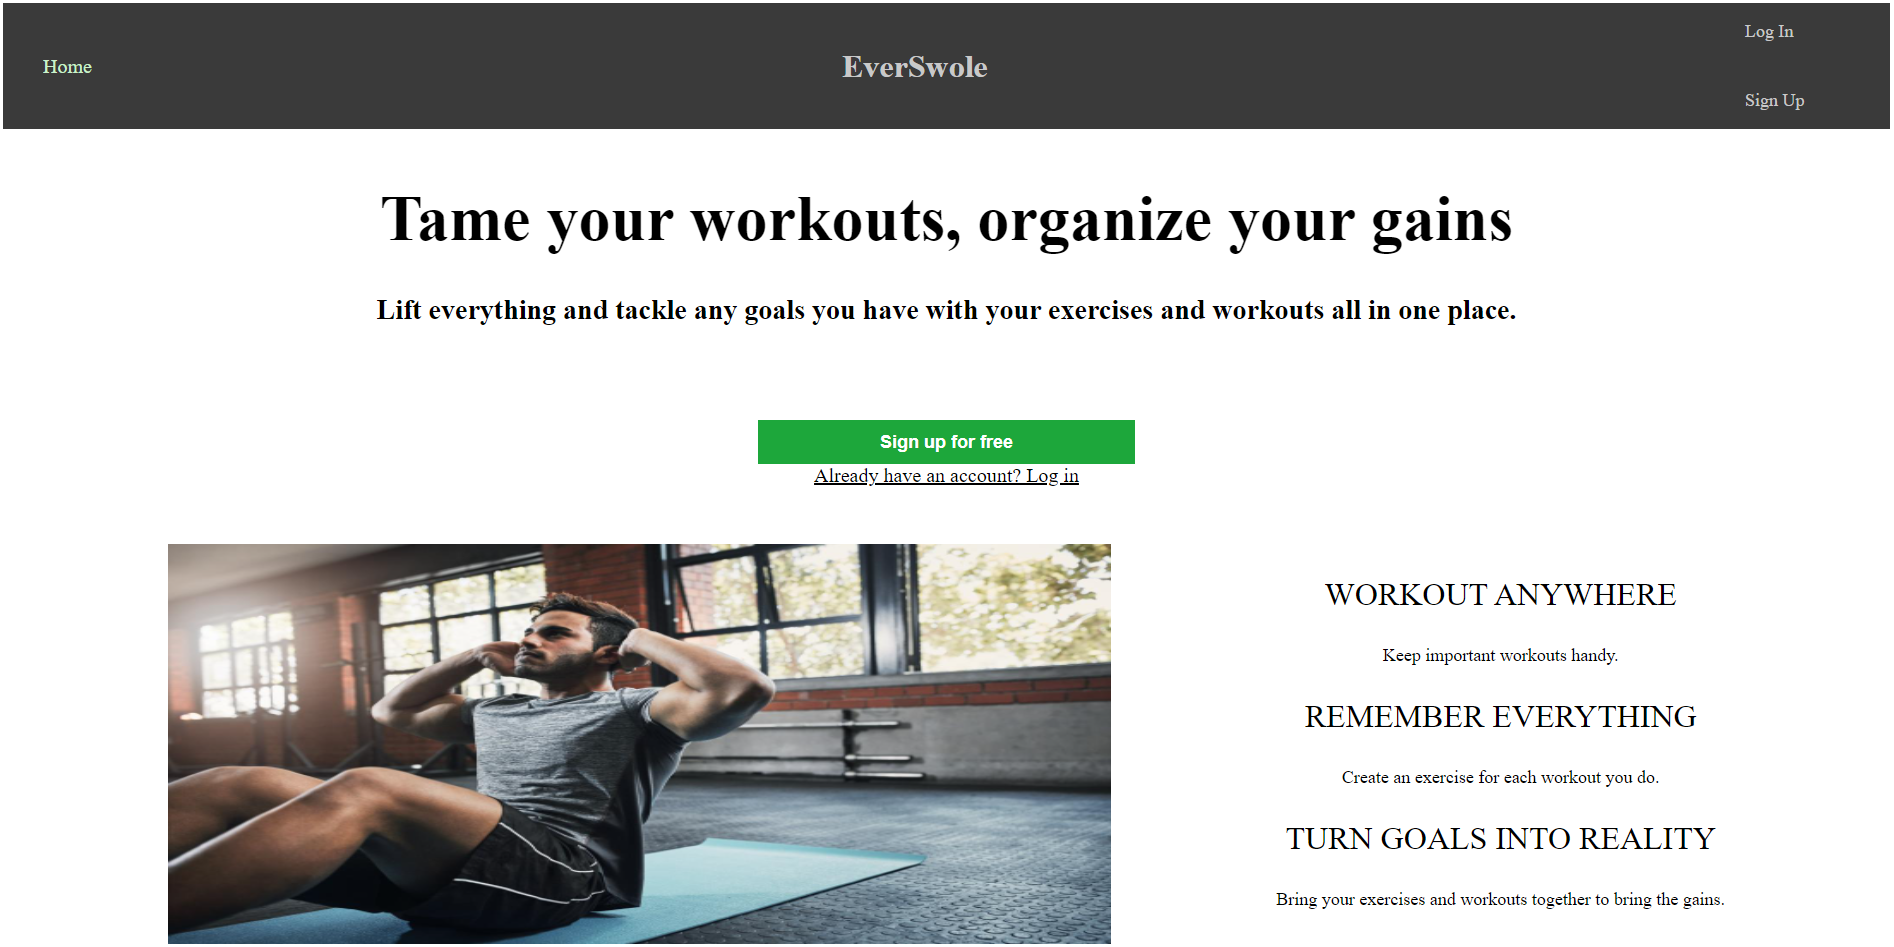 Home
EverSwole
Log In
Sign Up
Tame your workouts, organize your gains
Lift everything and tackle any goals you have with your exercises and workouts all in one place.
Sign up for free
Already have an account? Log in
WORKOUT ANYWHERE
Keep important workouts handy.
REMEMBER EVERYTHING
Create an exercise for each workout you do.
TURN GOALS INTO REALITY
Bring your exercises and workouts together to bring the gains.